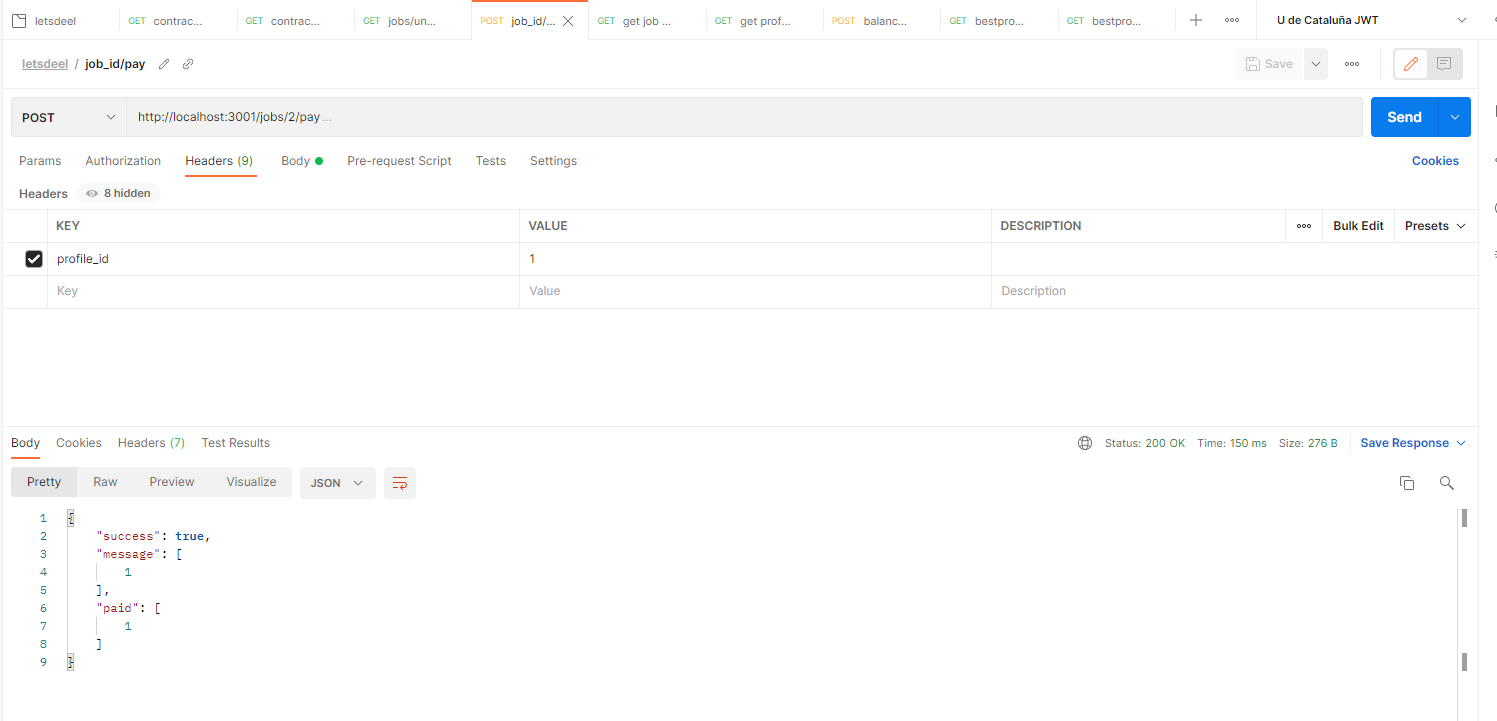 letsdeel GET contrac... GET contrac... GET jobs/un... POST job_id/... GET get job ... GET get prof... POST balanc... GET bestpro... GET bestpro... U de Cataluña JWT
letsdeel / job_id/pay Save
POST http://localhost:3001/jobs/2/pay ... Send
Params Authorization Headers (9) Body Pre-request Script Tests Settings Cookies
Headers 8 hidden
KEY VALUE DESCRIPTION Bulk Edit Presets
profile_id 1
Key Value Description
Body Cookies Headers (7) Test Results Status: 200 OK Time: 150 ms Size: 276 B Save Response
Pretty Raw Preview Visualize JSON
1 {
2 "success": true,
3 "message": [
4 1
5 ],
6 "paid": [
7 1
8 ]
9 }